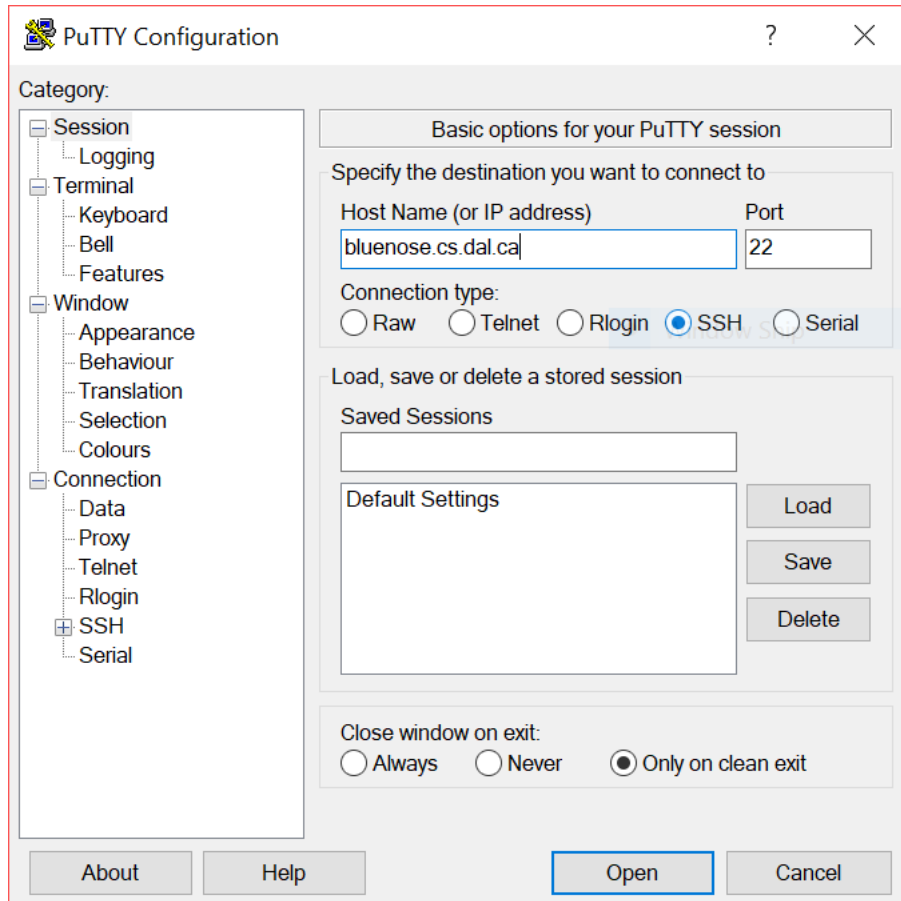 PuTTY Configuration ?
Category:
Session
Logging
Terminal
Keyboard
Bell
Features
Window
Appearance
Behaviour
Translation
Selection
Colours
Connection
Data
Proxy
Telnet
Rlogin
SSH
Serial
Basic options for your PuTTY session
Specify the destination you want to connect to
Host Name (or IP address) Port
bluenose.cs.dal.ca 22
Connection type:
Raw Telnet Rlogin SSH Serial
Window Snip
Load, save or delete a stored session
Saved Sessions
Default Settings
Load
Save
Delete
Close window on exit:
Always Never Only on clean exit
About Help Open Cancel